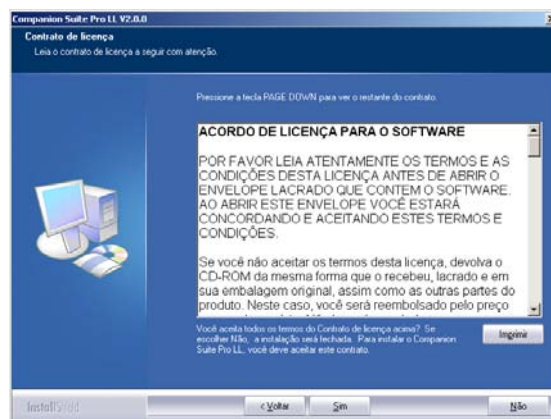 Companion Suite Pro LL V2.0.0
Contrato de licença
Leia o contrato de licença a seguir com atenção.
Pressione a tecla PAGE DOWN para ver o restante do contrato.
ACORDO DE LICENÇA PARA O SOFTWARE
POR FAVOR LEIA ATENTAMENTE OS TERMOS E AS
CONDIÇÕES DESTA LICENÇA ANTES DE ABRIR O
ENVELOPE LACRADO QUE CONTEM O SOFTWARE.
AO ABRIR ESTE ENVELOPE VOCÊ ESTARÁ
CONCORDANDO E ACEITANDO ESTES TERMOS E
CONDIÇÕES.
Se você não aceitar os termos desta licença, devolva o
CD-ROM da mesma forma que o recebeu, lacrado e em
sua embalagem original, assim como as outras partes do
produto. Neste caso, você será reembolsado pelo preço
Você aceita todos os termos do Contrato de licença acima? Se
escolher Não, a instalação será fechada. Para instalar o Companion
Suite Pro LL, você deve aceitar este contrato.
Imprimir
InstallShield
< Voltar
Sim
Não